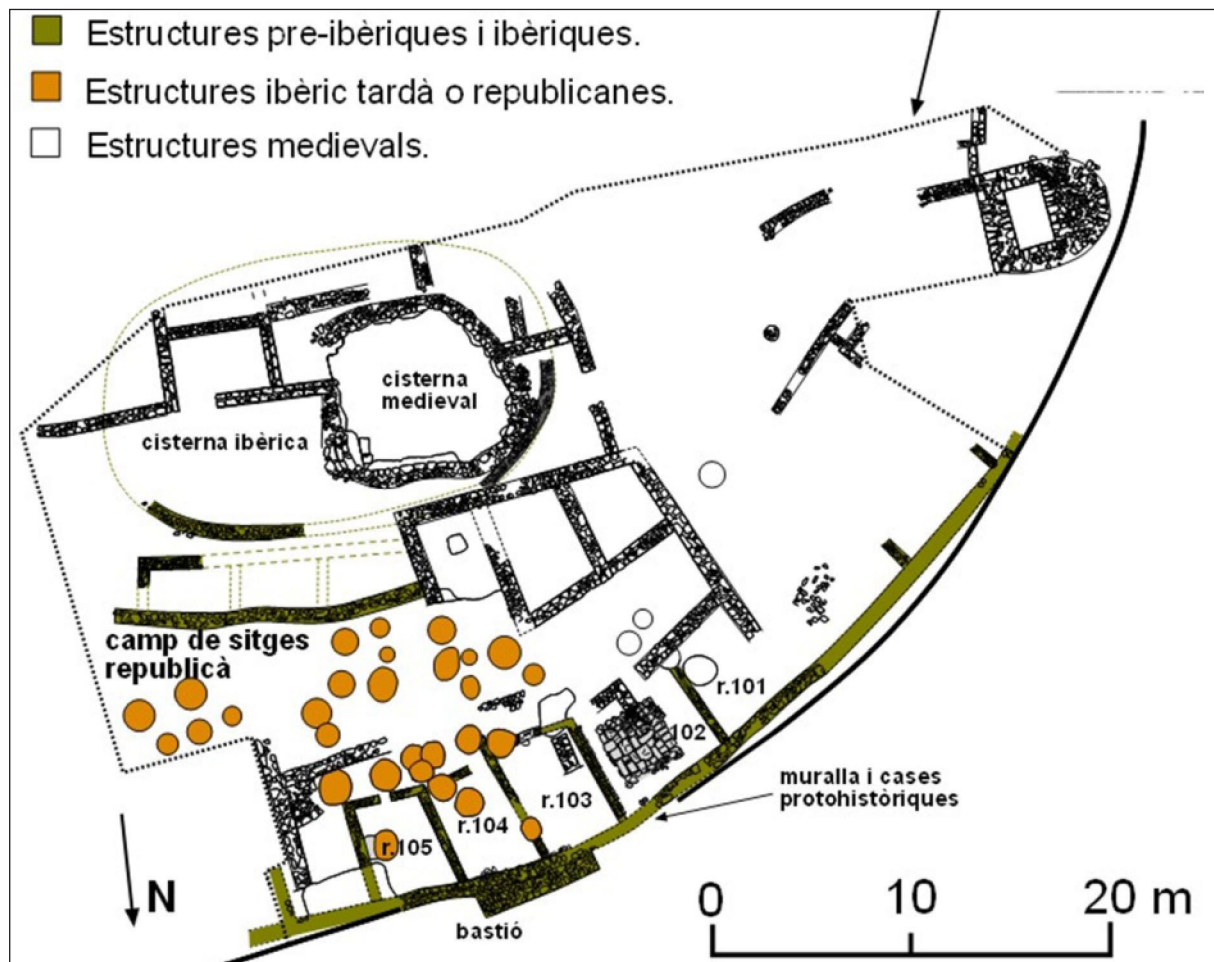 Estructures pre-ibèriques i ibèriques.
Estructures ibèric tardà o republicanes.
Estructures medievals.
cisterna
medieval
cisterna ibèrica
camp de sitges
republicà
r.101
102
r.103
r.104
r.105
muralla i cases
protohistòriques
bastió
N
0 10 20 m